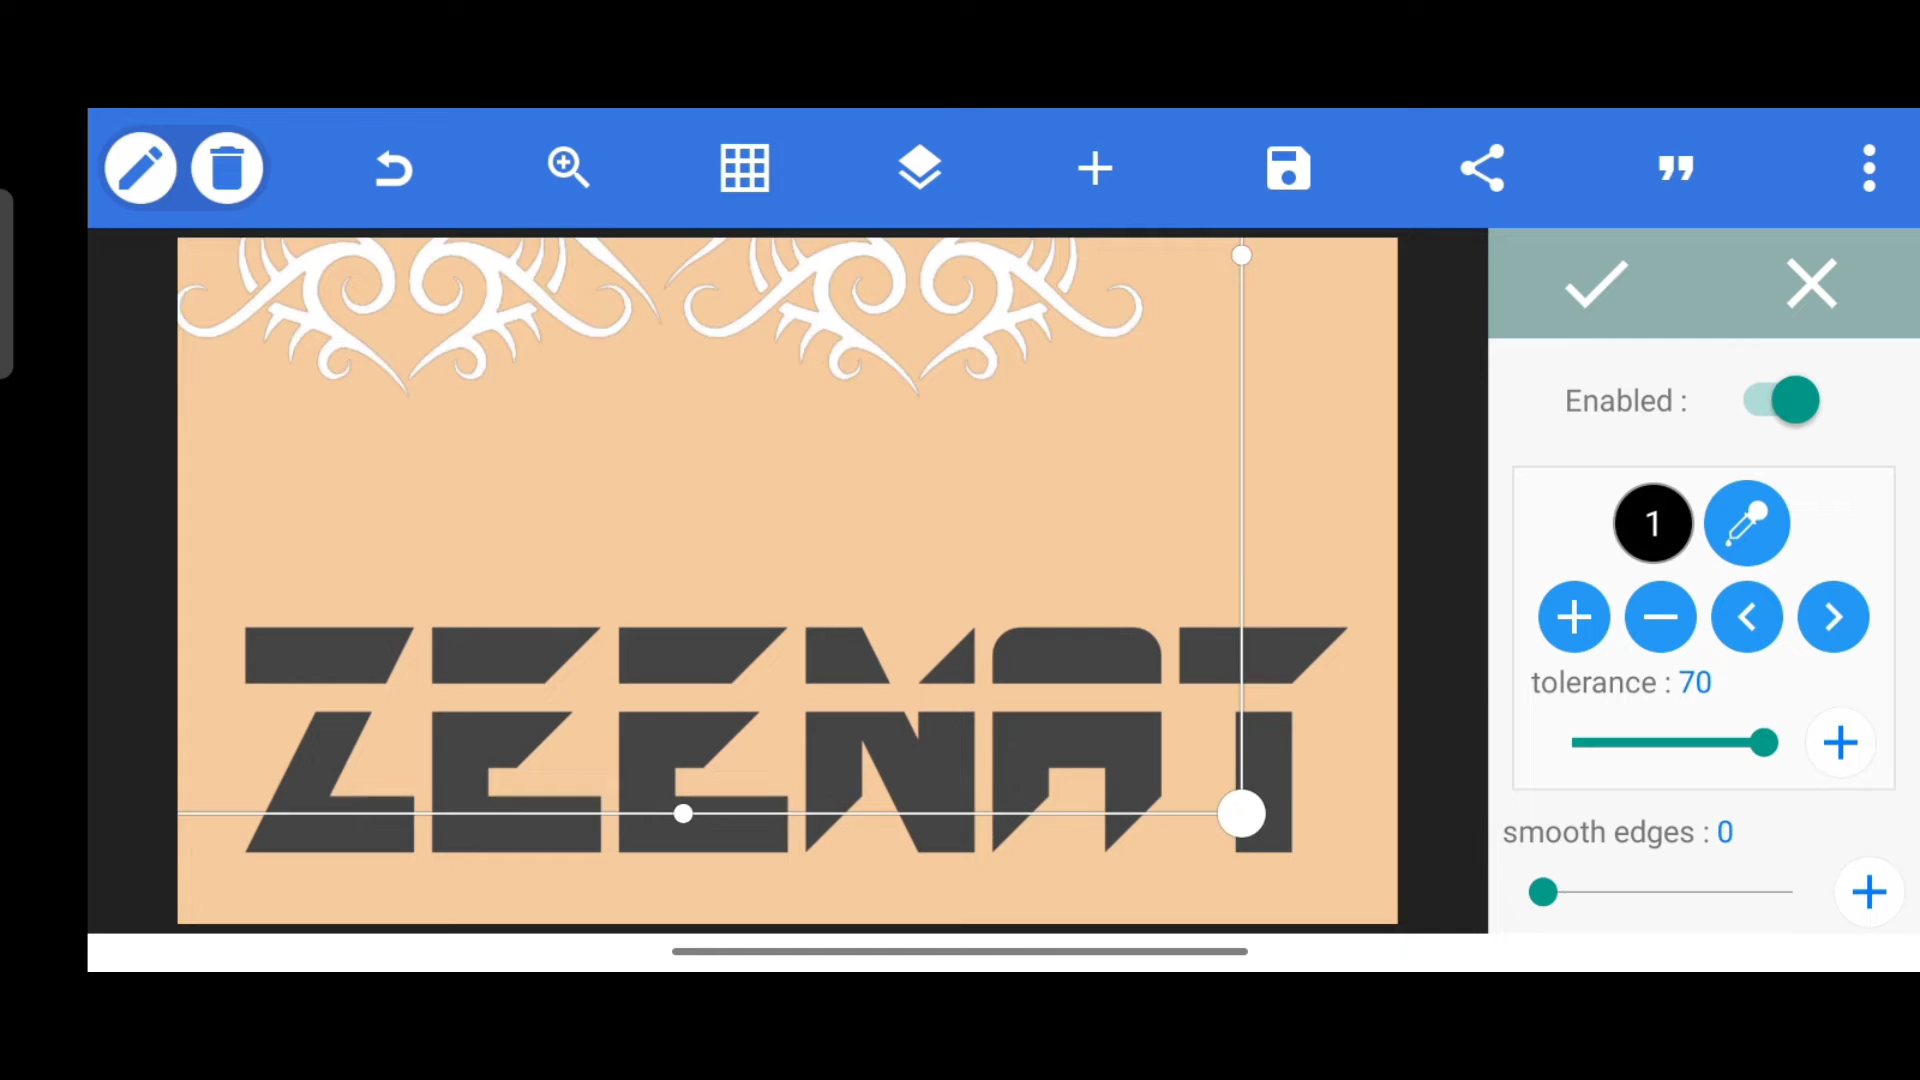 Enabled :
1
tolerance : 70
smooth edges : 0
ZEENAT